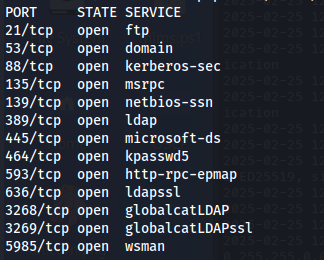 PORT STATE SERVICE
21/tcp open ftp
53/tcp open domain
88/tcp open kerberos-sec
135/tcp open msrpc
139/tcp open netbios-ssn
389/tcp open ldap
445/tcp open microsoft-ds
464/tcp open kpasswd5
593/tcp open http-rpc-epmap
636/tcp open ldapssl
3268/tcp open globalcatLDAP
3269/tcp open globalcatLDAPssl
5985/tcp open wsman